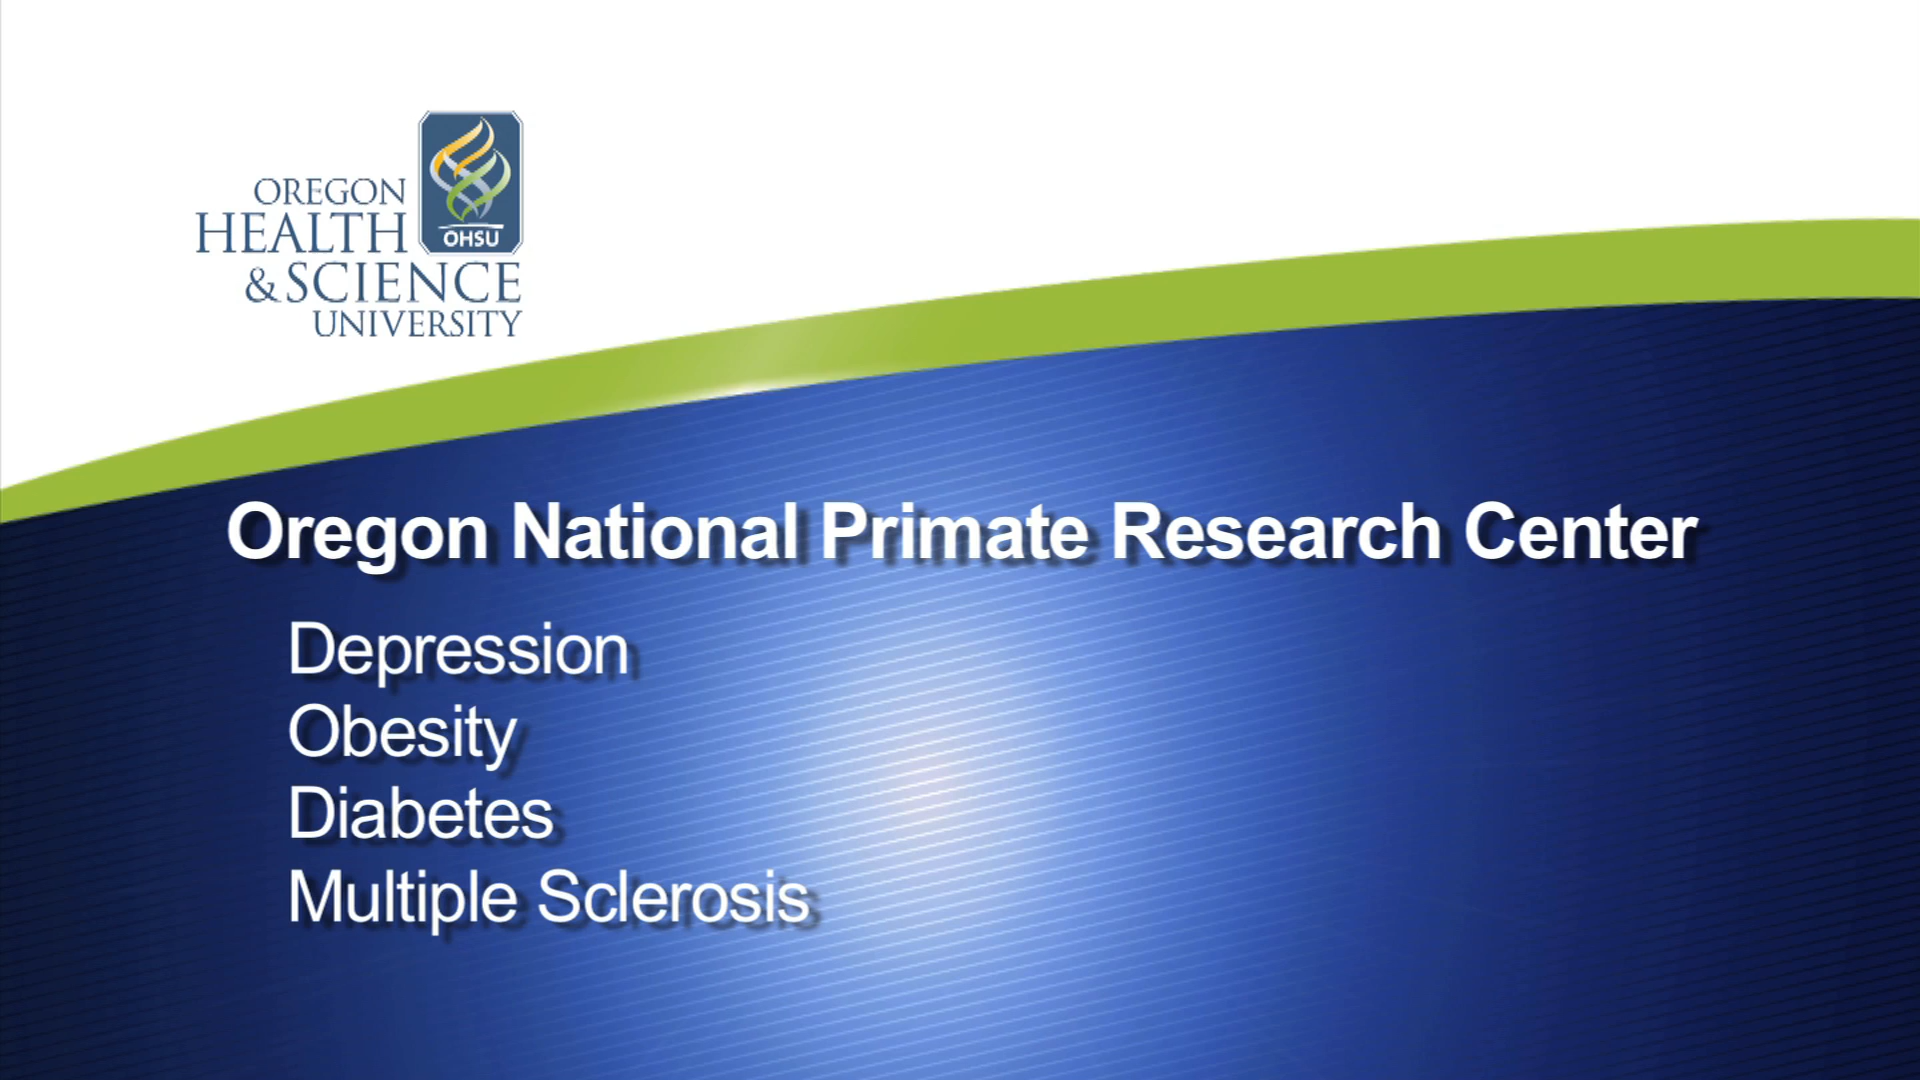 OREGON
HEALTH
& SCIENCE
UNIVERSITY
OHSU
Oregon National Primate Research Center
Depression
Obesity
Diabetes
Multiple Sclerosis